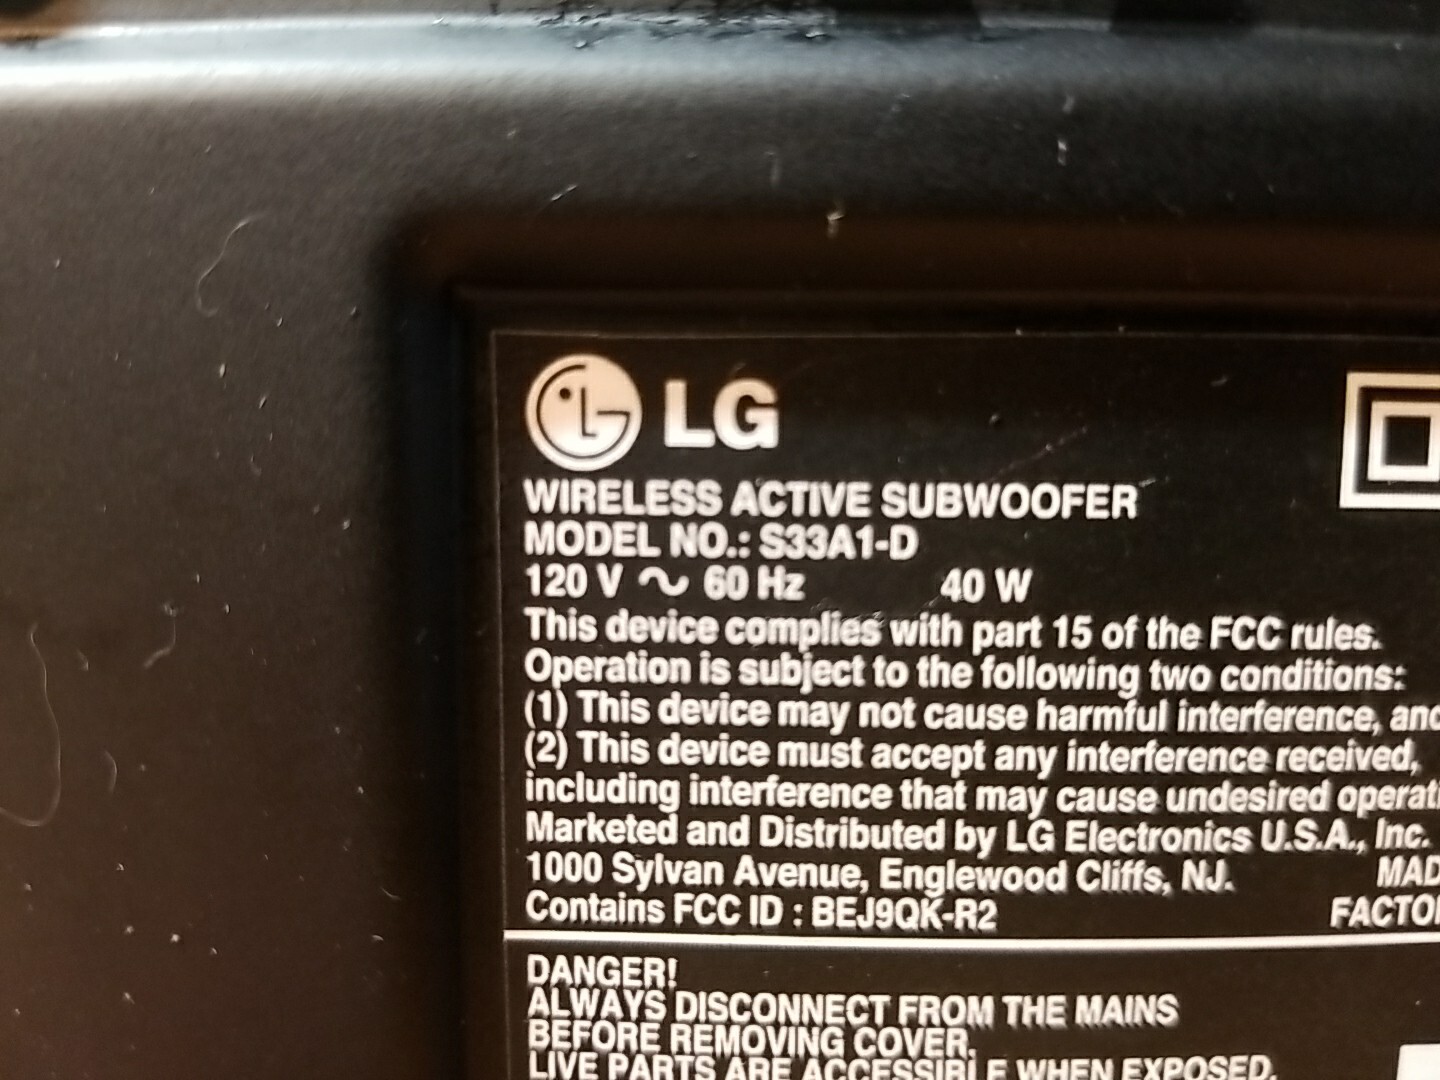 LG
WIRELESS ACTIVE SUBWOOFER
MODEL NO.: S33A1-D
120 V ~ 60 Hz 40 W
This device complies with part 15 of the FCC rules.
Operation is subject to the following two conditions:
(1) This device may not cause harmful interference, and
(2) This device must accept any interference received,
including interference that may cause undesired operati
Marketed and Distributed by LG Electronics U.S.A., Inc.
1000 Sylvan Avenue, Englewood Cliffs, NJ. MAD
Contains FCC ID : BEJ9QK-R2 FACTO
DANGER!
ALWAYS DISCONNECT FROM THE MAINS
BEFORE REMOVING COVER.
LIVE PARTS ARE ACCESSIBLE WHEN EXPOSED.